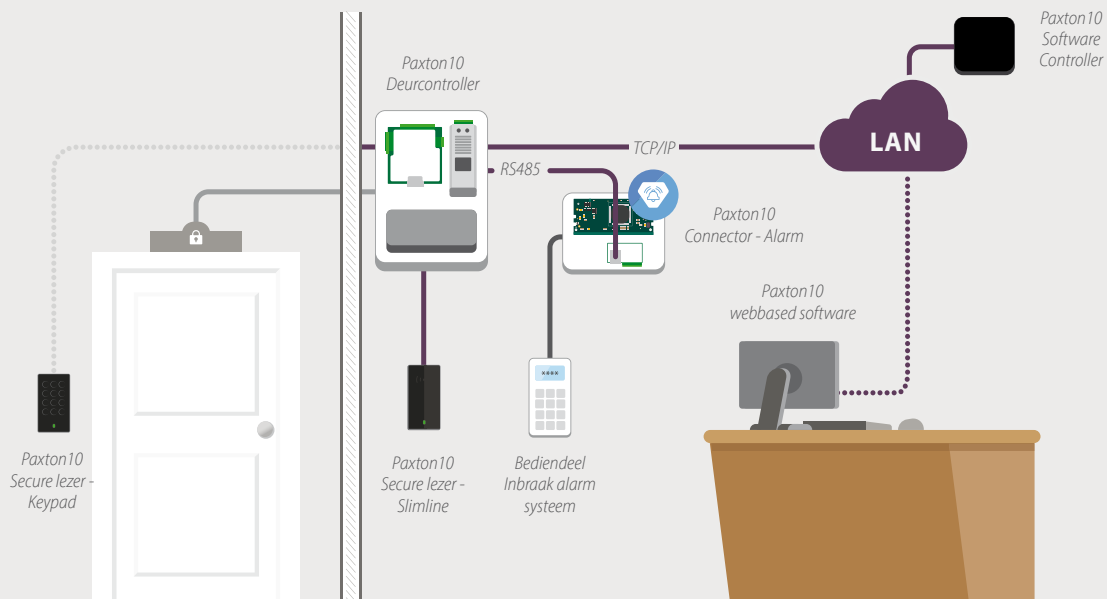 Paxton10
Software
Controller
Paxton10
Deurcontroller
LAN
TCP/IP
RS485
Paxton10
Connector - Alarm
Paxton10
webbased software
****
Paxton10
Secure lezer -
Keypad
Paxton10
Secure lezer -
Slimline
Bediendeel
Inbraak alarm
systeem